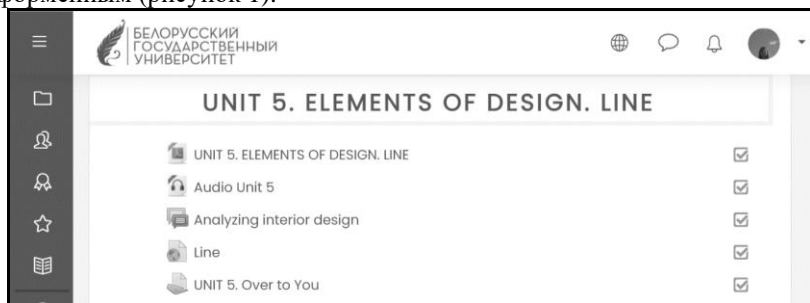 (рисунок 1).
БЕЛОРУССКИЙ
ГОСУДАРСТВЕННЫЙ
УНИВЕРСИТЕТ
UNIT 5. ELEMENTS OF DESIGN. LINE
UNIT 5. ELEMENTS OF DESIGN. LINE
Audio Unit 5
Analyzing interior design
Line
UNIT 5. Over to You